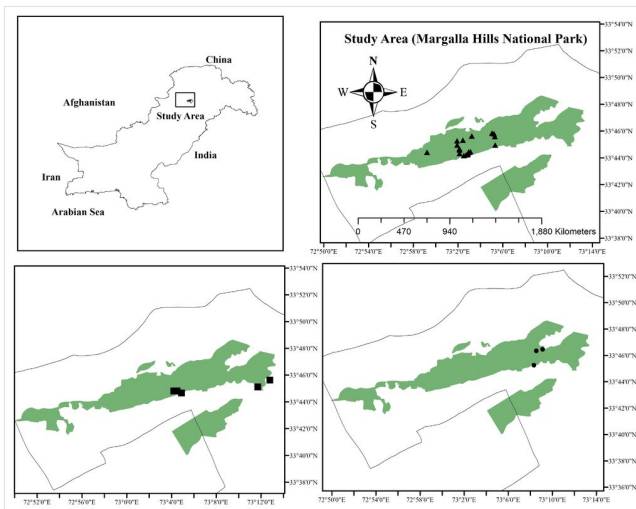 China
Afghanistan
Study Area
India
Iran
Arabian Sea
Study Area (Margalla Hills National Park)
N
W E
S
0 470 940 1,880 Kilometers
33°54'0"N
33°50'0"N
33°48'0"N
33°46'0"N
33°44'0"N
33°42'0"N
33°40'0"N
33°38'0"N
72°50'0"E 72°54'0"E 72°58'0"E 73°2'0"E 73°6'0"E 73°10'0"E 73°14'0"E
33°54'0"N
33°52'0"N
33°50'0"N
33°48'0"N
33°46'0"N
33°44'0"N
33°42'0"N
33°40'0"N
33°38'0"N
72°52'0"E 72°56'0"E 73°0'0"E 73°4'0"E 73°8'0"E 73°12'0"E
33°54'0"N
33°52'0"N
33°50'0"N
33°48'0"N
33°46'0"N
33°44'0"N
33°42'0"N
33°40'0"N
33°38'0"N
33°36'0"N
72°50'0"E 72°54'0"E 72°58'0"E 73°2'0"E 73°6'0"E 73°10'0"E 73°14'0"E